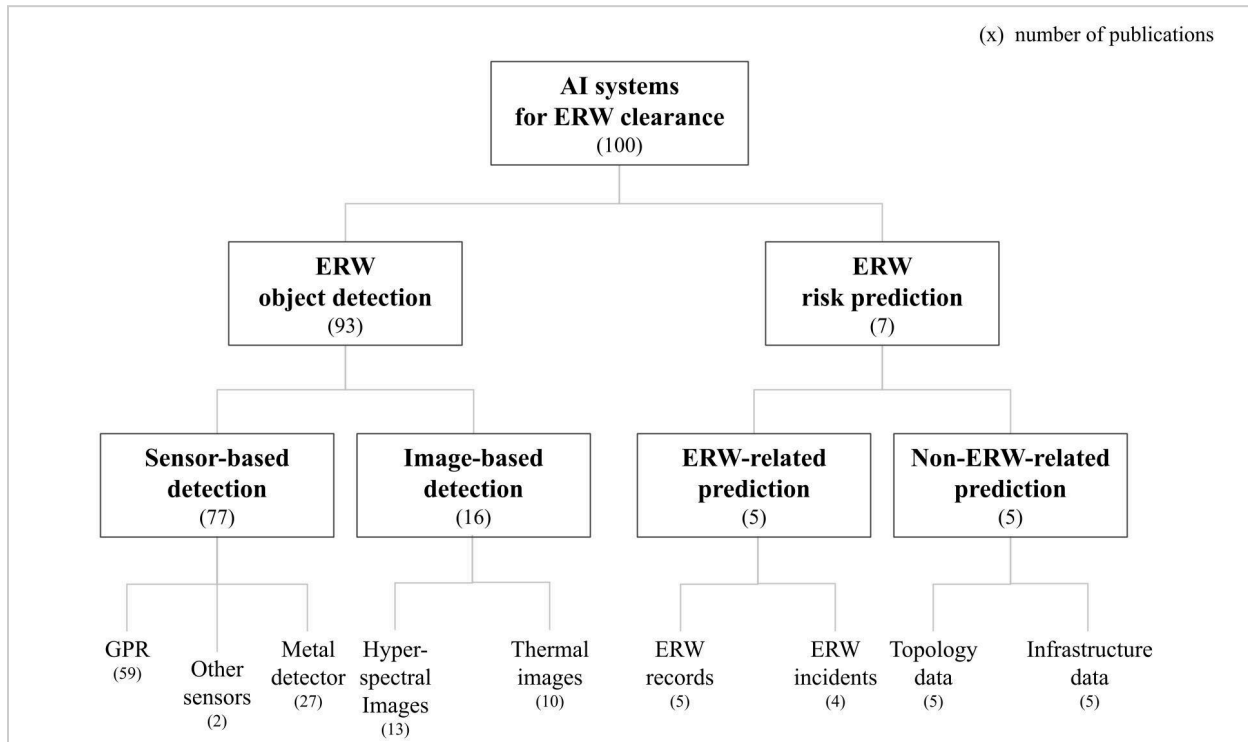 (x) number of publications
AI systems
for ERW clearance
(100)
ERW
object detection
(93)
ERW
risk prediction
(7)
Sensor-based
detection
(77)
Image-based
detection
(16)
ERW-related
prediction
(5)
Non-ERW-related
prediction
(5)
GPR
(59)
Other
sensors
(2)
Metal
detector
(27)
Hyper-
spectral
Images
(13)
Thermal
images
(10)
ERW
records
(5)
ERW
incidents
(4)
Topology
data
(5)
Infrastructure
data
(5)